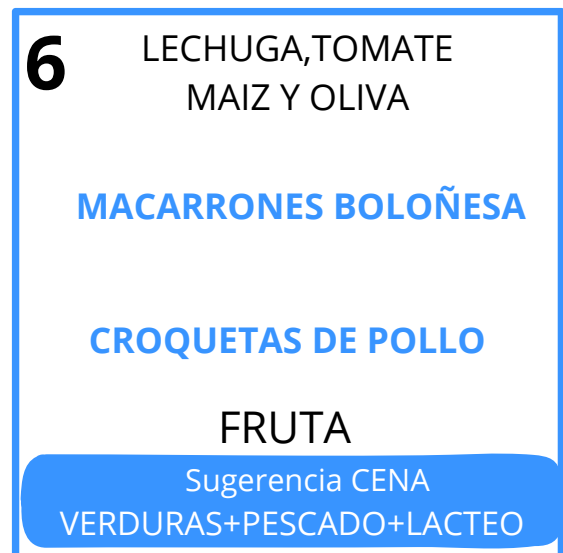 6
LECHUGA,TOMATE
MAIZ Y OLIVA
MACARRONES BOLOÑESA
CROQUETAS DE POLLO
FRUTA
Sugerencia CENA
VERDURAS+PESCADO+LACTEO